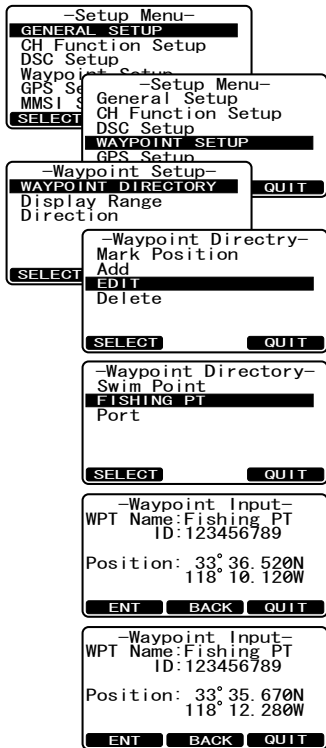 –Setup Menu–
GENERAL SETUP
CH Function Setup
DSC Setup
Waypoint Setup
GPS Se
MMSI S
SELECT
–Setup Menu–
General Setup
CH Function Setup
DSC Setup
WAYPOINT SETUP
GPS Setup
QUIT
–Waypoint Setup–
WAYPOINT DIRECTORY
Display Range
Direction
SELECT
–Waypoint Directry–
Mark Position
Add
EDIT
Delete
SELECT QUIT
–Waypoint Directory–
Swim Point
FISHING PT
Port
SELECT QUIT
–Waypoint Input–
WPT Name:Fishing PT
ID:123456789
Position: 33°36.520N
118°10.120W
ENT BACK QUIT
–Waypoint Input–
WPT Name:Fishing PT
ID:123456789
Position: 33°35.670N
118°12.280W
ENT BACK QUIT